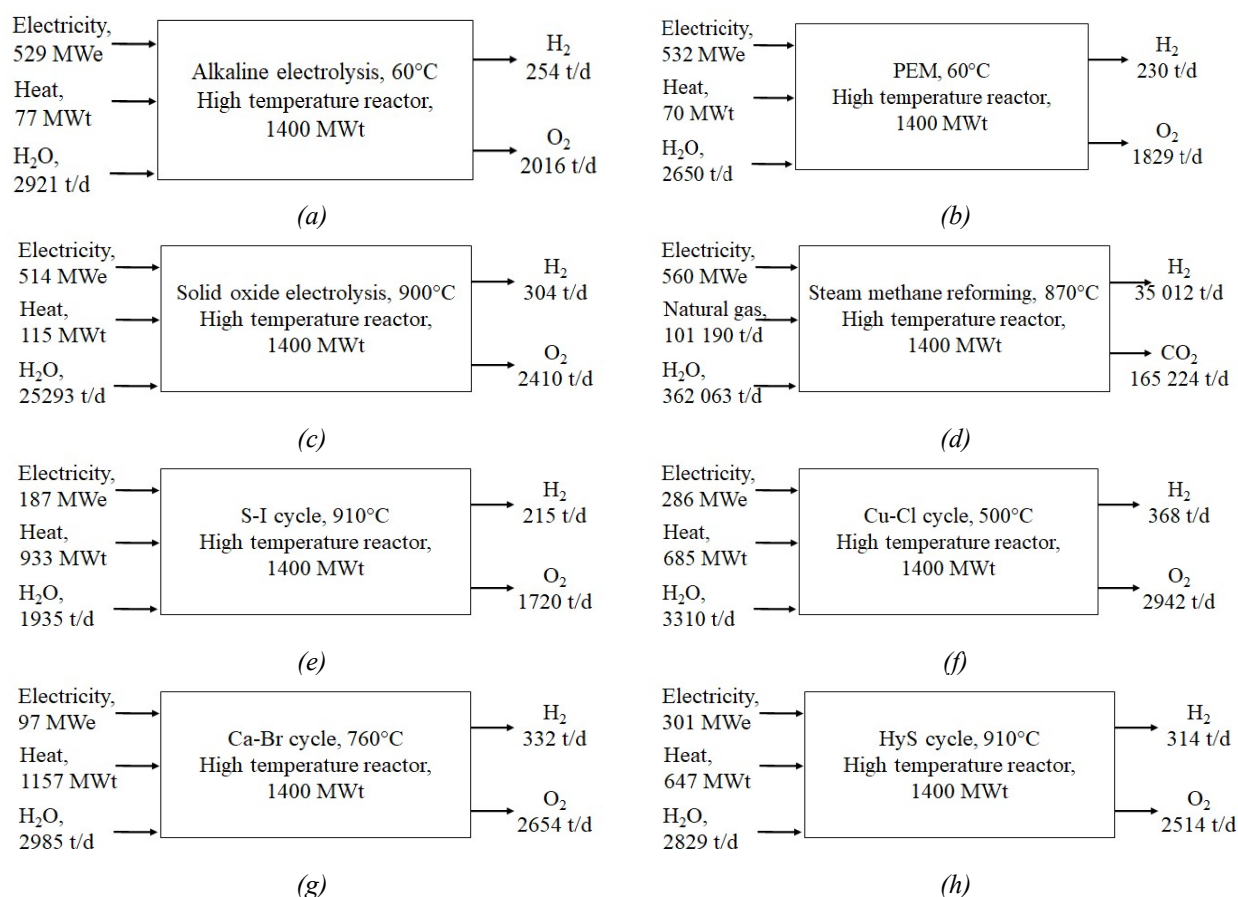 Electricity,
529 MWe
Heat,
77 MWt
H₂O,
2921 t/d
Alkaline electrolysis, 60°C
High temperature reactor,
1400 MWt
H₂
254 t/d
O₂
2016 t/d
(a)
Electricity,
532 MWe
Heat,
70 MWt
H₂O,
2650 t/d
PEM, 60°C
High temperature reactor,
1400 MWt
H₂
230 t/d
O₂
1829 t/d
(b)
Electricity,
514 MWe
Heat,
115 MWt
H₂O,
25293 t/d
Solid oxide electrolysis, 900°C
High temperature reactor,
1400 MWt
H₂
304 t/d
O₂
2410 t/d
(c)
Electricity,
560 MWe
Natural gas,
101 190 t/d
H₂O,
362 063 t/d
Steam methane reforming, 870°C
High temperature reactor,
1400 MWt
H₂
35 012 t/d
CO₂
165 224 t/d
(d)
Electricity,
187 MWe
Heat,
933 MWt
H₂O,
1935 t/d
S-I cycle, 910°C
High temperature reactor,
1400 MWt
H₂
215 t/d
O₂
1720 t/d
(e)
Electricity,
286 MWe
Heat,
685 MWt
H₂O,
3310 t/d
Cu-Cl cycle, 500°C
High temperature reactor,
1400 MWt
H₂
368 t/d
O₂
2942 t/d
(f)
Electricity,
97 MWe
Heat,
1157 MWt
H₂O,
2985 t/d
Ca-Br cycle, 760°C
High temperature reactor,
1400 MWt
H₂
332 t/d
O₂
2654 t/d
(g)
Electricity,
301 MWe
Heat,
647 MWt
H₂O,
2829 t/d
HyS cycle, 910°C
High temperature reactor,
1400 MWt
H₂
314 t/d
O₂
2514 t/d
(h)